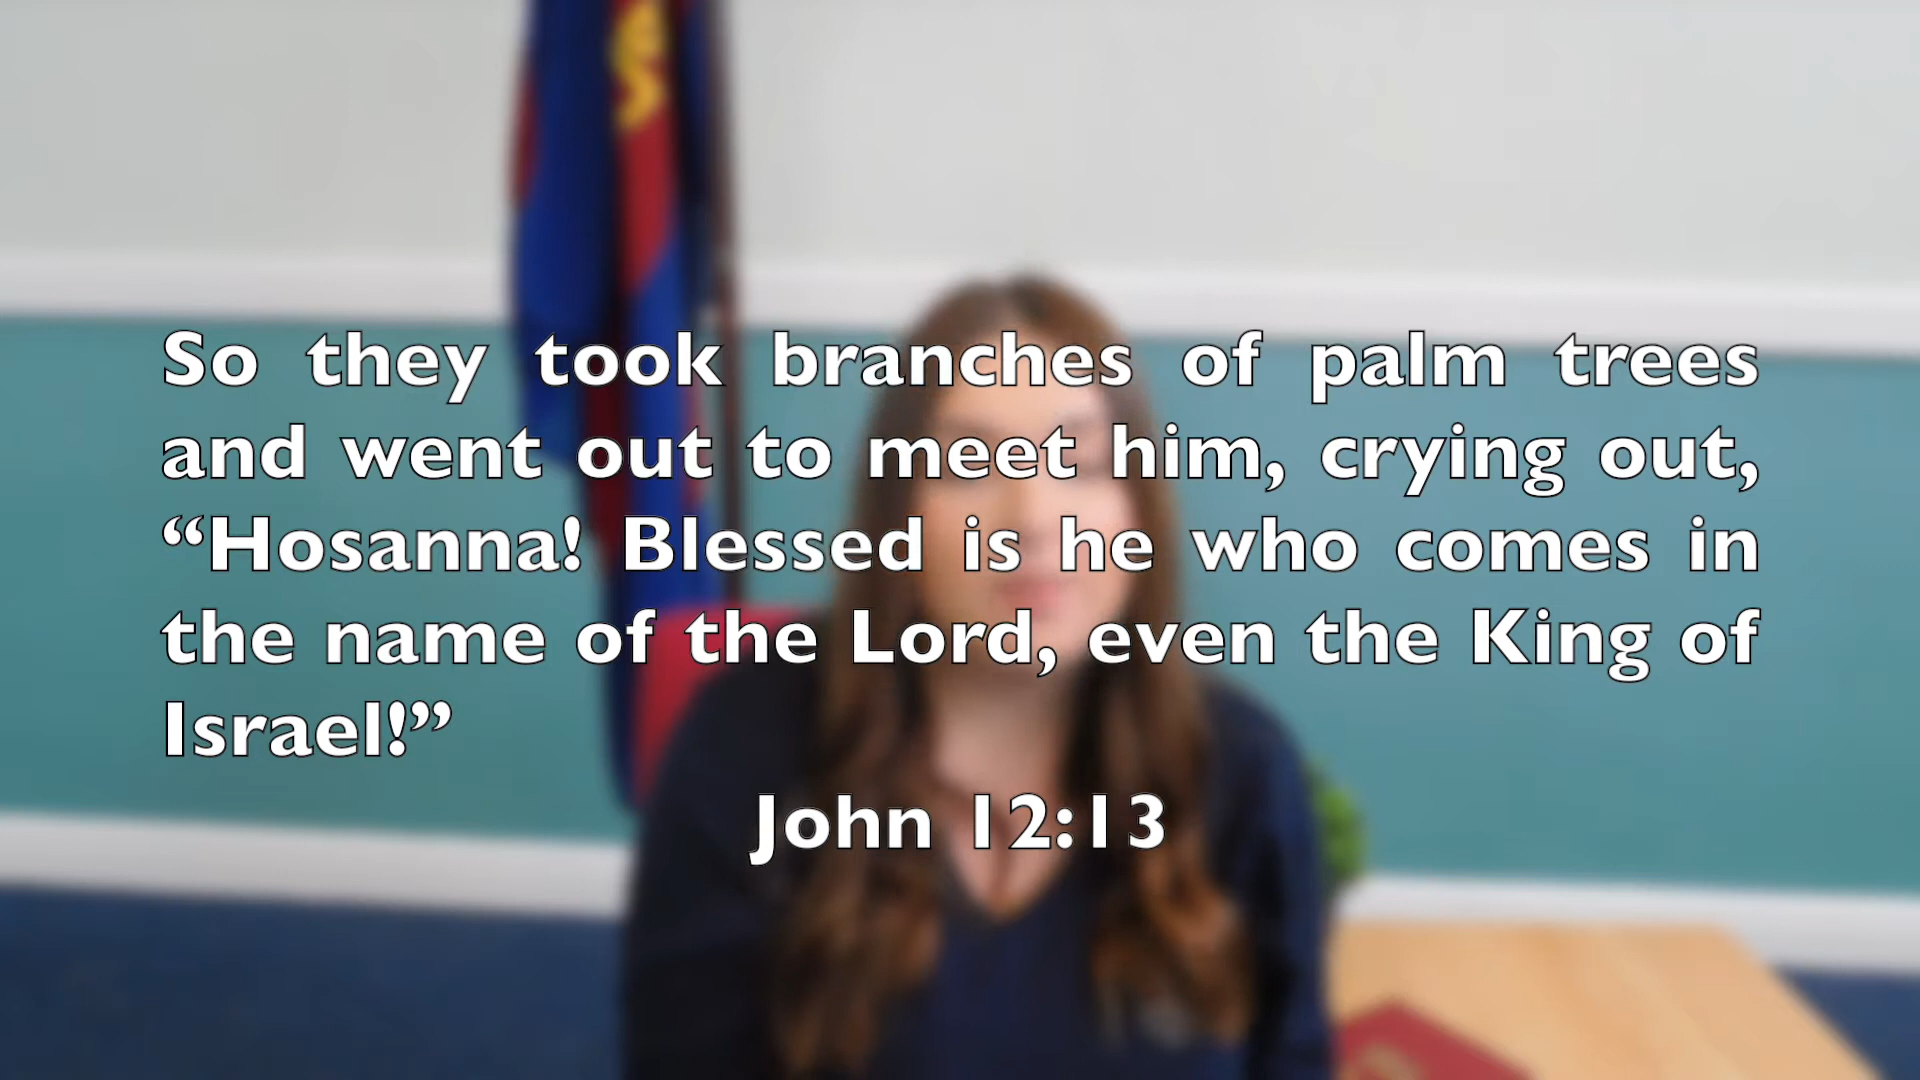 So they took branches of palm trees
and went out to meet him, crying out,
“Hosanna! Blessed is he who comes in
the name of the Lord, even the King of
Israel!”
John 12:13